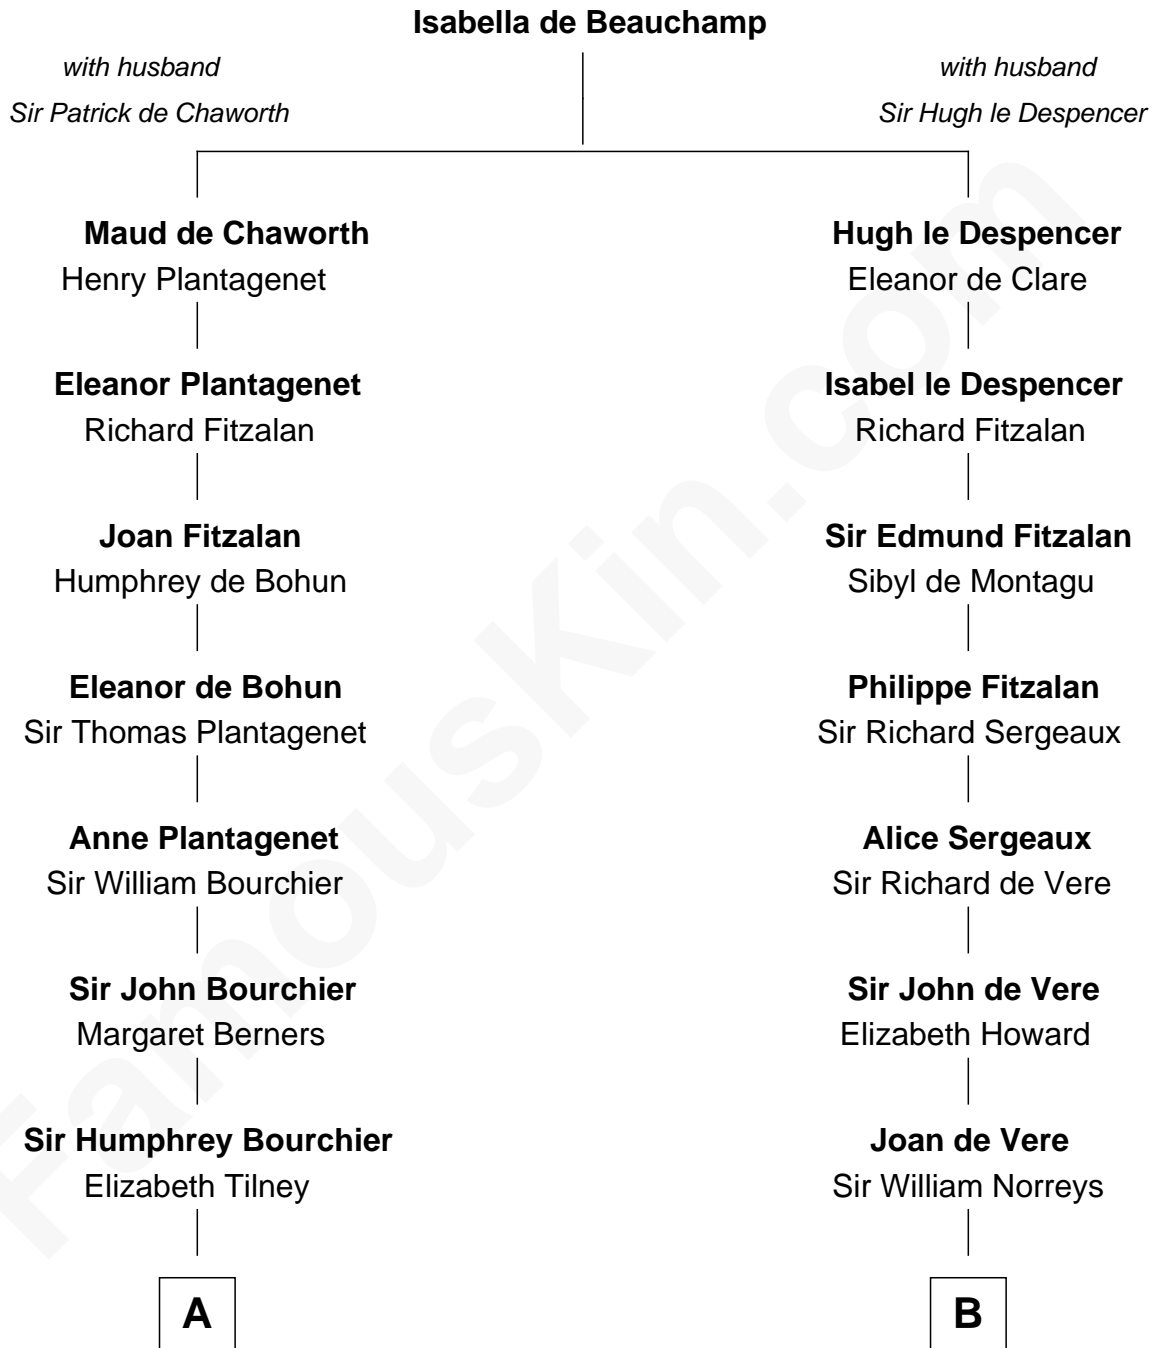 Isabella de Beauchamp
with husband
Sir Patrick de Chaworth
with husband
Sir Hugh le Despencer
Maud de Chaworth
Henry Plantagenet
Eleanor Plantagenet
Richard Fitzalan
Joan Fitzalan
Humphrey de Bohun
Eleanor de Bohun
Sir Thomas Plantagenet
Anne Plantagenet
Sir William Bourchier
Sir John Bourchier
Margaret Berners
Sir Humphrey Bourchier
Elizabeth Tilney
A
Hugh le Despencer
Eleanor de Clare
Isabel le Despencer
Richard Fitzalan
Sir Edmund Fitzalan
Sibyl de Montagu
Philippe Fitzalan
Sir Richard Sergeaux
Alice Sergeaux
Sir Richard de Vere
Sir John de Vere
Elizabeth Howard
Joan de Vere
Sir William Norreys
B
FamousKin.com